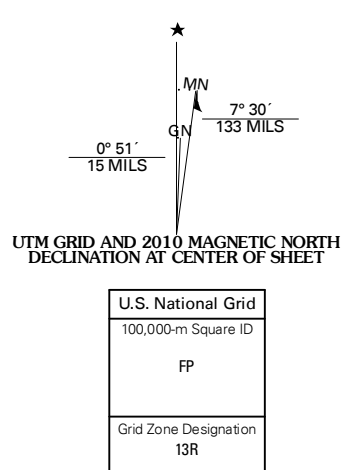 ★
MN
GN
7° 30´
133 MILS
0° 51´
15 MILS
UTM GRID AND 2010 MAGNETIC NORTH
DECLINATION AT CENTER OF SHEET
U.S. National Grid
100,000-m Square ID
FP
Grid Zone Designation
13R